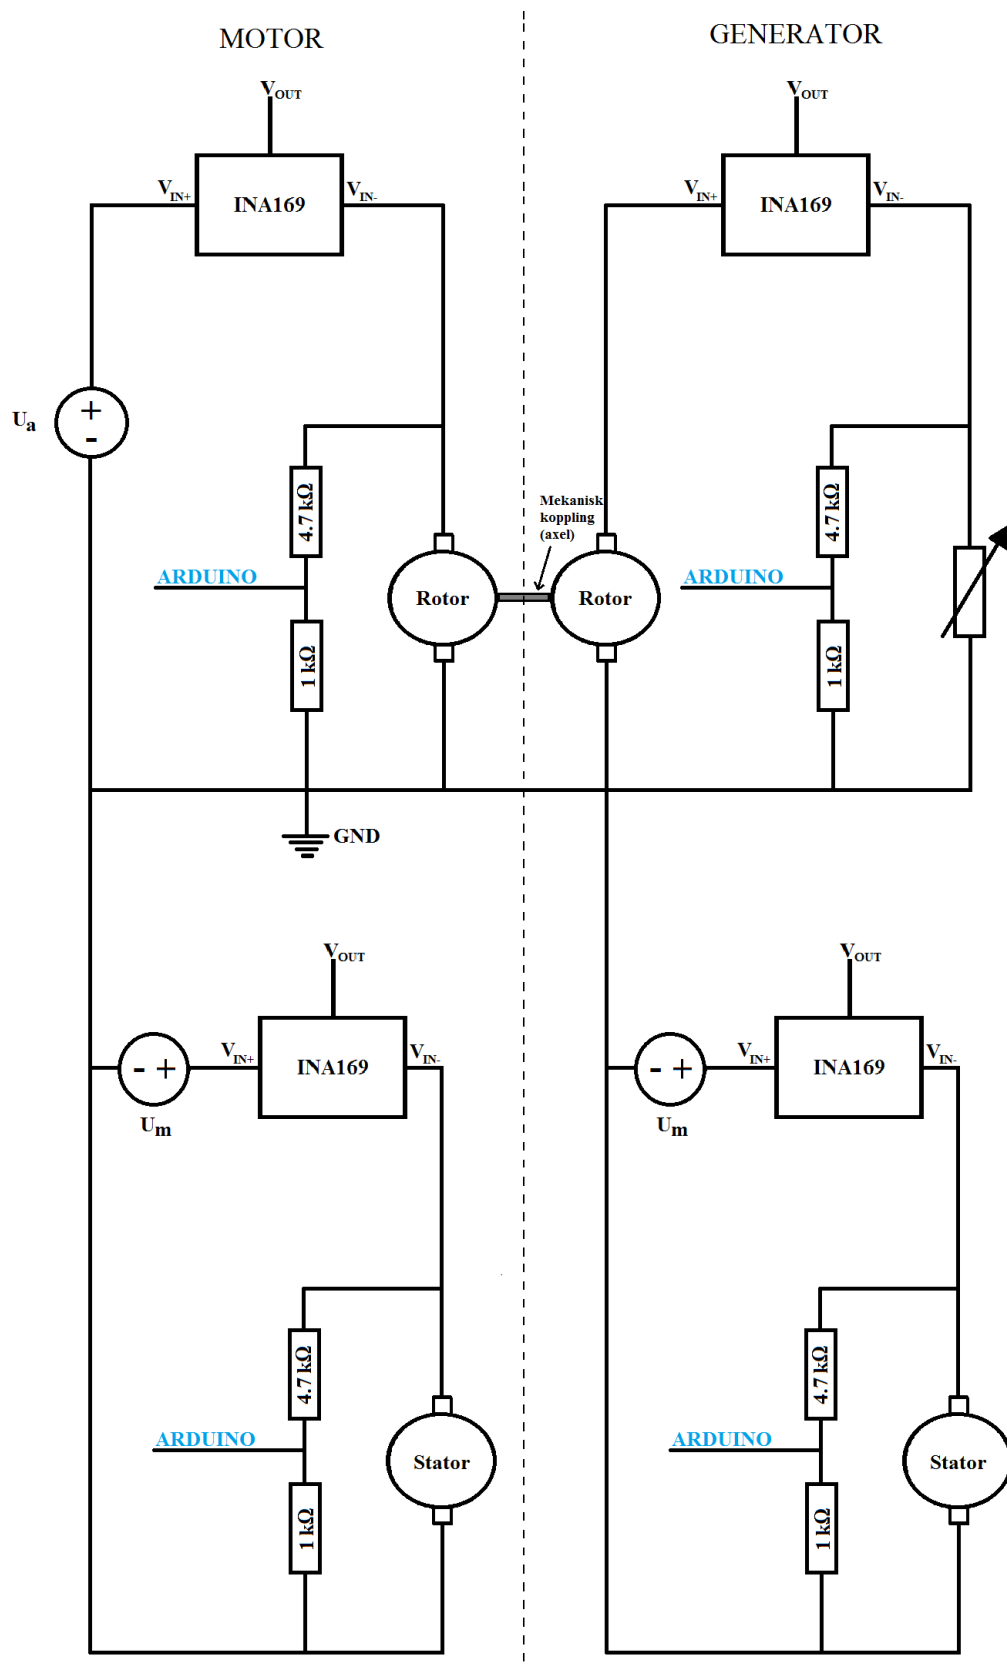 MOTOR
GENERATOR
VOUT
VOUT
VIN+
INA169
VIN-
VIN+
INA169
VIN-
+
-
Ua
4.7 kΩ
4.7 kΩ
Mekanisk
koppling
(axel)
ARDUINO
Rotor
Rotor
ARDUINO
1 kΩ
1 kΩ
GND
VOUT
VOUT
- +
VIN+
INA169
VIN-
- +
VIN+
INA169
VIN-
Um
Um
4.7 kΩ
4.7 kΩ
ARDUINO
Stator
ARDUINO
Stator
1 kΩ
1 kΩ